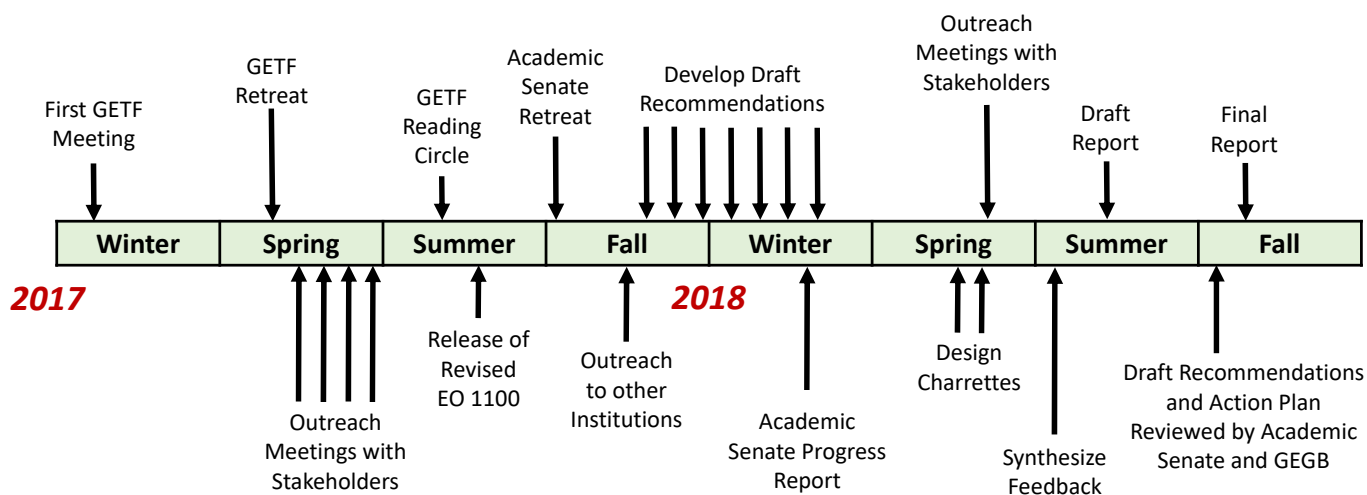 First GETF
Meeting
GETF
Retreat
GETF
Reading
Circle
Academic
Senate
Retreat
Develop Draft
Recommendations
Outreach
Meetings with
Stakeholders
Draft
Report
Final
Report
Winter
Spring
Summer
Fall
Winter
Spring
Summer
Fall
2017
2018
Outreach
Meetings with
Stakeholders
Release of
Revised
EO 1100
Outreach
to other
Institutions
Academic
Senate Progress
Report
Design
Charrettes
Synthesize
Feedback
Draft Recommendations
and Action Plan
Reviewed by Academic
Senate and GEGB